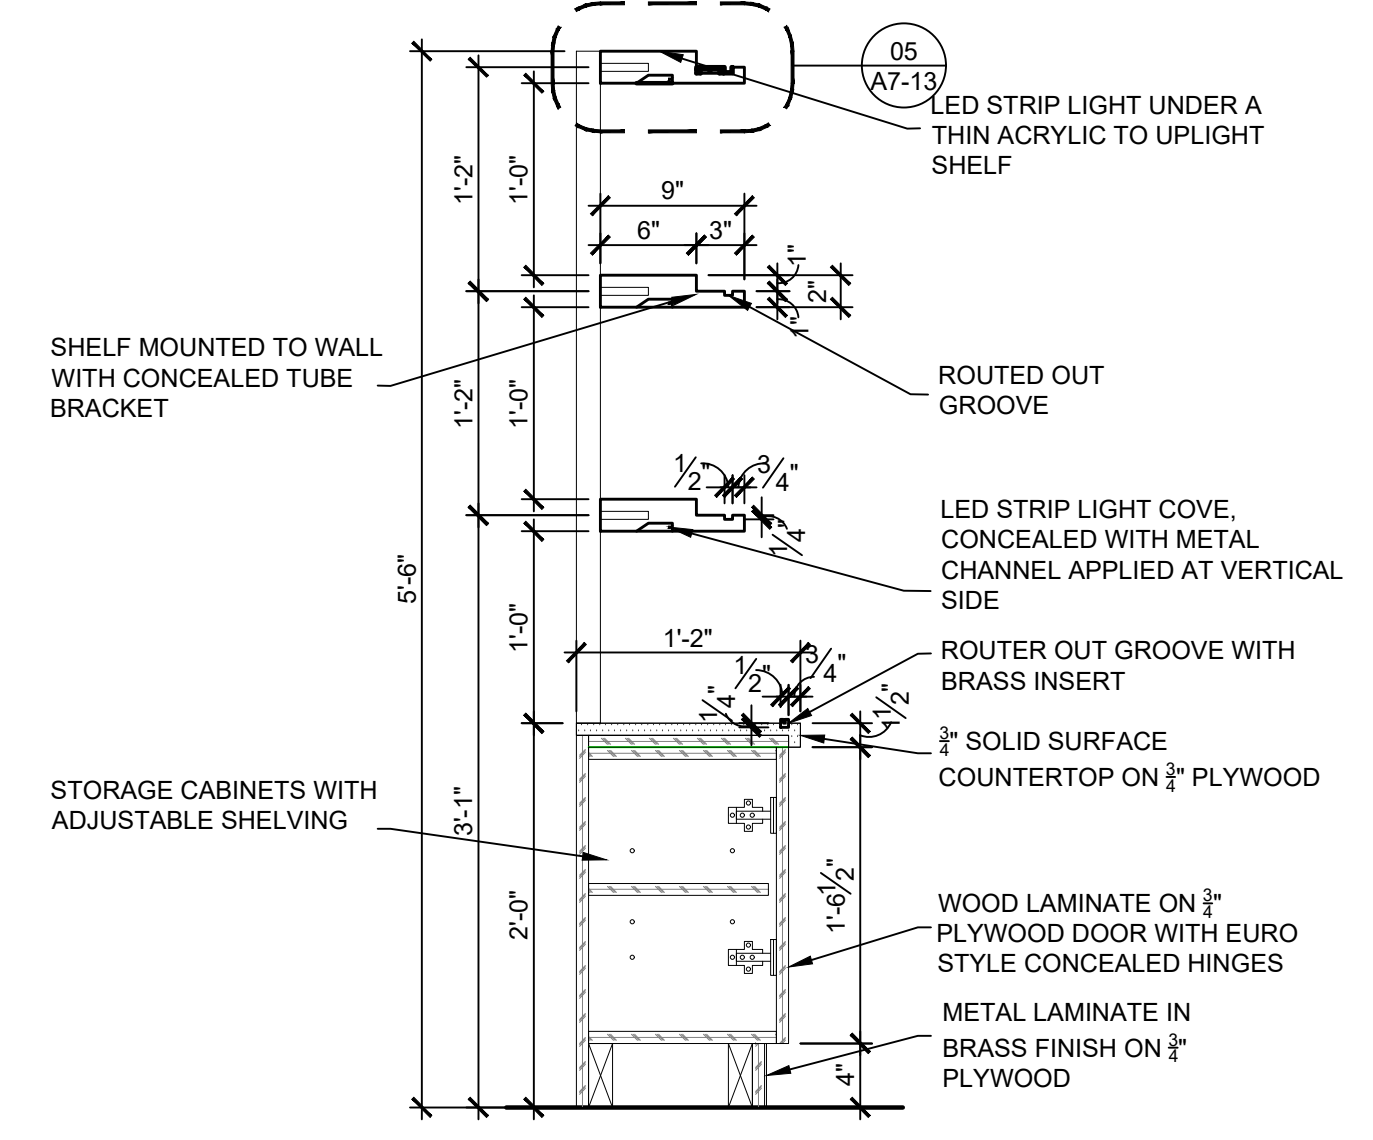 05
A7-13
LED STRIP LIGHT UNDER A
THIN ACRYLIC TO UPLIGHT
SHELF
1'-2"
1'-0"
9"
6"
3"
1"
2"
1"
SHELF MOUNTED TO WALL
WITH CONCEALED TUBE
BRACKET
ROUTED OUT
GROOVE
1'-2"
1'-0"
1/2"
3/4"
1/4"
LED STRIP LIGHT COVE,
CONCEALED WITH METAL
CHANNEL APPLIED AT VERTICAL
SIDE
5'-6"
1'-0"
1'-2"
1/2"
3/4"
1/4"
1 1/2"
ROUTER OUT GROOVE WITH
BRASS INSERT
3/4" SOLID SURFACE
COUNTERTOP ON 3/4" PLYWOOD
STORAGE CABINETS WITH
ADJUSTABLE SHELVING
3'-1"
2'-0"
1'-6 1/2"
WOOD LAMINATE ON 3/4"
PLYWOOD DOOR WITH EURO
STYLE CONCEALED HINGES
METAL LAMINATE IN
BRASS FINISH ON 3/4"
PLYWOOD
4"